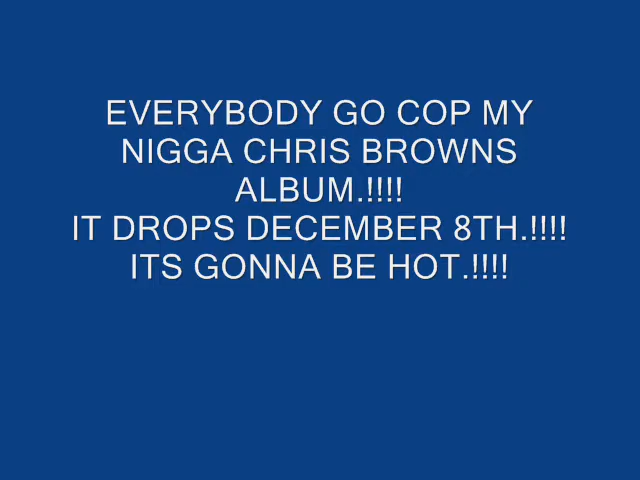 EVERYBODY GO COP MY
NIGGA CHRIS BROWNS
ALBUM.!!!!
IT DROPS DECEMBER 8TH.!!!!
ITS GONNA BE HOT.!!!!